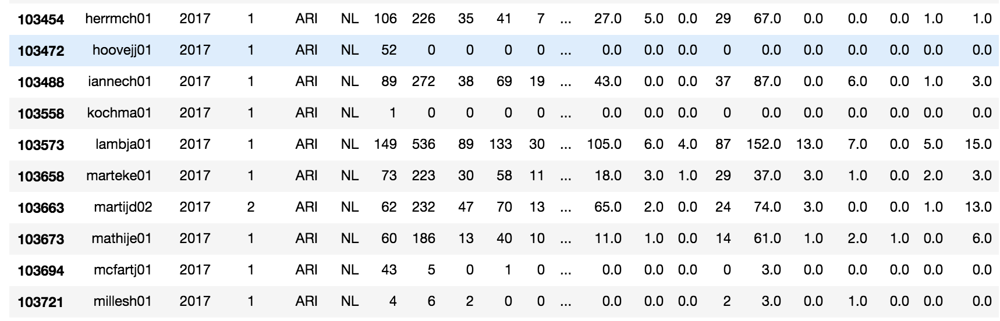 103454 herrmch01 2017 1 ARI NL 106 226 35 41 7 ... 27.0 5.0 0.0 29 67.0 0.0 0.0 0.0 1.0 1.0
103472 hoovejj01 2017 1 ARI NL 52 0 0 0 0 ... 0.0 0.0 0.0 0 0.0 0.0 0.0 0.0 0.0 0.0
103488 iannech01 2017 1 ARI NL 89 272 38 69 19 ... 43.0 0.0 0.0 37 87.0 0.0 6.0 0.0 1.0 3.0
103558 kochma01 2017 1 ARI NL 1 0 0 0 0 ... 0.0 0.0 0.0 0 0.0 0.0 0.0 0.0 0.0 0.0
103573 lambja01 2017 1 ARI NL 149 536 89 133 30 ... 105.0 6.0 4.0 87 152.0 13.0 7.0 0.0 5.0 15.0
103658 marteke01 2017 1 ARI NL 73 223 30 58 11 ... 18.0 3.0 1.0 29 37.0 3.0 1.0 0.0 2.0 3.0
103663 martijd02 2017 2 ARI NL 62 232 47 70 13 ... 65.0 2.0 0.0 24 74.0 3.0 0.0 0.0 1.0 13.0
103673 mathije01 2017 1 ARI NL 60 186 13 40 10 ... 11.0 1.0 0.0 14 61.0 1.0 2.0 1.0 0.0 6.0
103694 mcfartj01 2017 1 ARI NL 43 5 0 1 0 ... 0.0 0.0 0.0 0 3.0 0.0 0.0 0.0 0.0 0.0
103721 millesh01 2017 1 ARI NL 4 6 2 0 0 ... 0.0 0.0 0.0 2 3.0 0.0 1.0 0.0 0.0 0.0